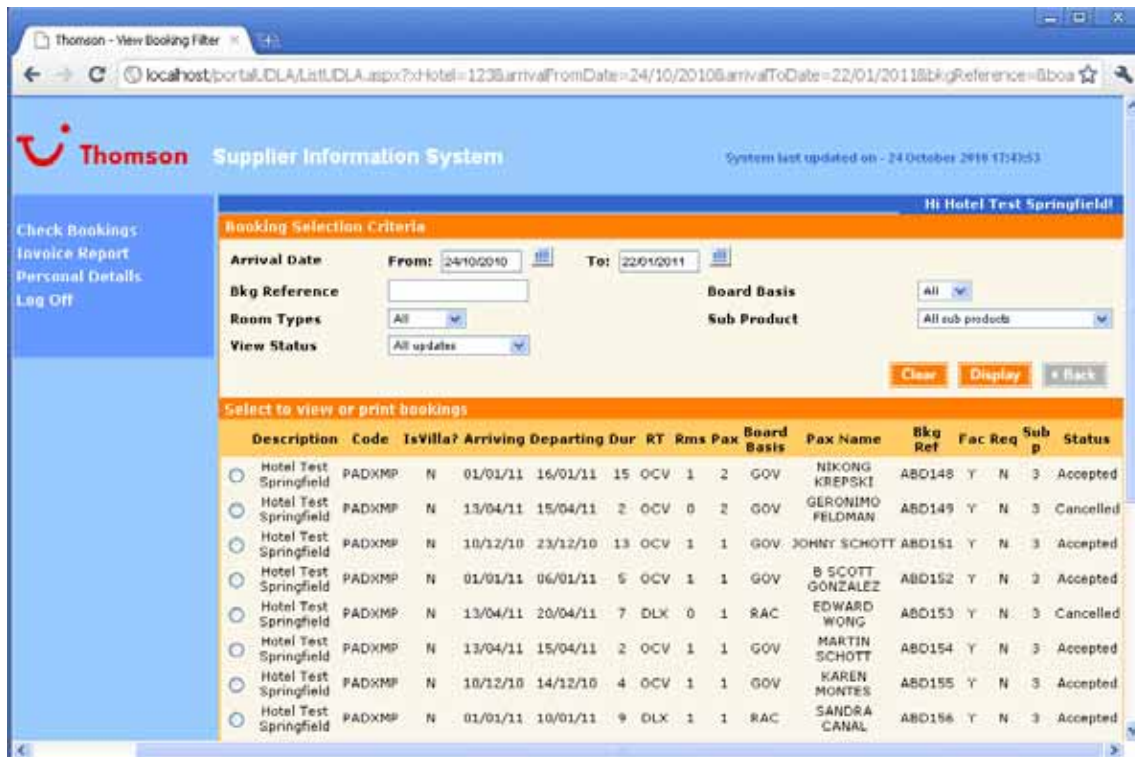 Thomson - View Booking Filter
localhost/portalUDLA/ListUDLA.aspx?xHotel=123&arrivalFromDate=24/10/2010&arrivalToDate=22/01/2011&bkgReference=&boa
Thomson Supplier Information System System last updated on - 24 October 2010 17:43:53
Hi Hotel Test Springfield!
Check Bookings
Invoice Report
Personal Details
Log Off
Booking Selection Criteria
Arrival Date From: 24/10/2010 To: 22/01/2011
Bkg Reference Board Basis All
Room Types All Sub Product All sub products
View Status All updates
Clear Display Back
Select to view or print bookings
Description Code IsVilla? Arriving Departing Dur RT Rms Pax Board Basis Pax Name Bkg Ref Fac Req Sub p Status
Hotel Test Springfield PADXMP N 01/01/11 16/01/11 15 OCV 1 2 GOV NIKONG KREPSKI ABD148 Y N 3 Accepted
Hotel Test Springfield PADXMP N 13/04/11 15/04/11 2 OCV 0 2 GOV GERONIMO FELDMAN ABD149 Y N 3 Cancelled
Hotel Test Springfield PADXMP N 10/12/10 23/12/10 13 OCV 1 1 GOV JOHNY SCHOTT ABD151 Y N 3 Accepted
Hotel Test Springfield PADXMP N 01/01/11 06/01/11 5 OCV 1 1 GOV B SCOTT GONZALEZ ABD152 Y N 3 Accepted
Hotel Test Springfield PADXMP N 13/04/11 20/04/11 7 DLX 0 1 RAC EDWARD WONG ABD153 Y N 3 Cancelled
Hotel Test Springfield PADXMP N 13/04/11 15/04/11 2 OCV 1 1 GOV MARTIN SCHOTT ABD154 Y N 3 Accepted
Hotel Test Springfield PADXMP N 10/12/10 14/12/10 4 OCV 1 1 GOV KAREN MONTES ABD155 Y N 3 Accepted
Hotel Test Springfield PADXMP N 01/01/11 10/01/11 9 DLX 1 1 RAC SANDRA CANAL ABD156 Y N 3 Accepted